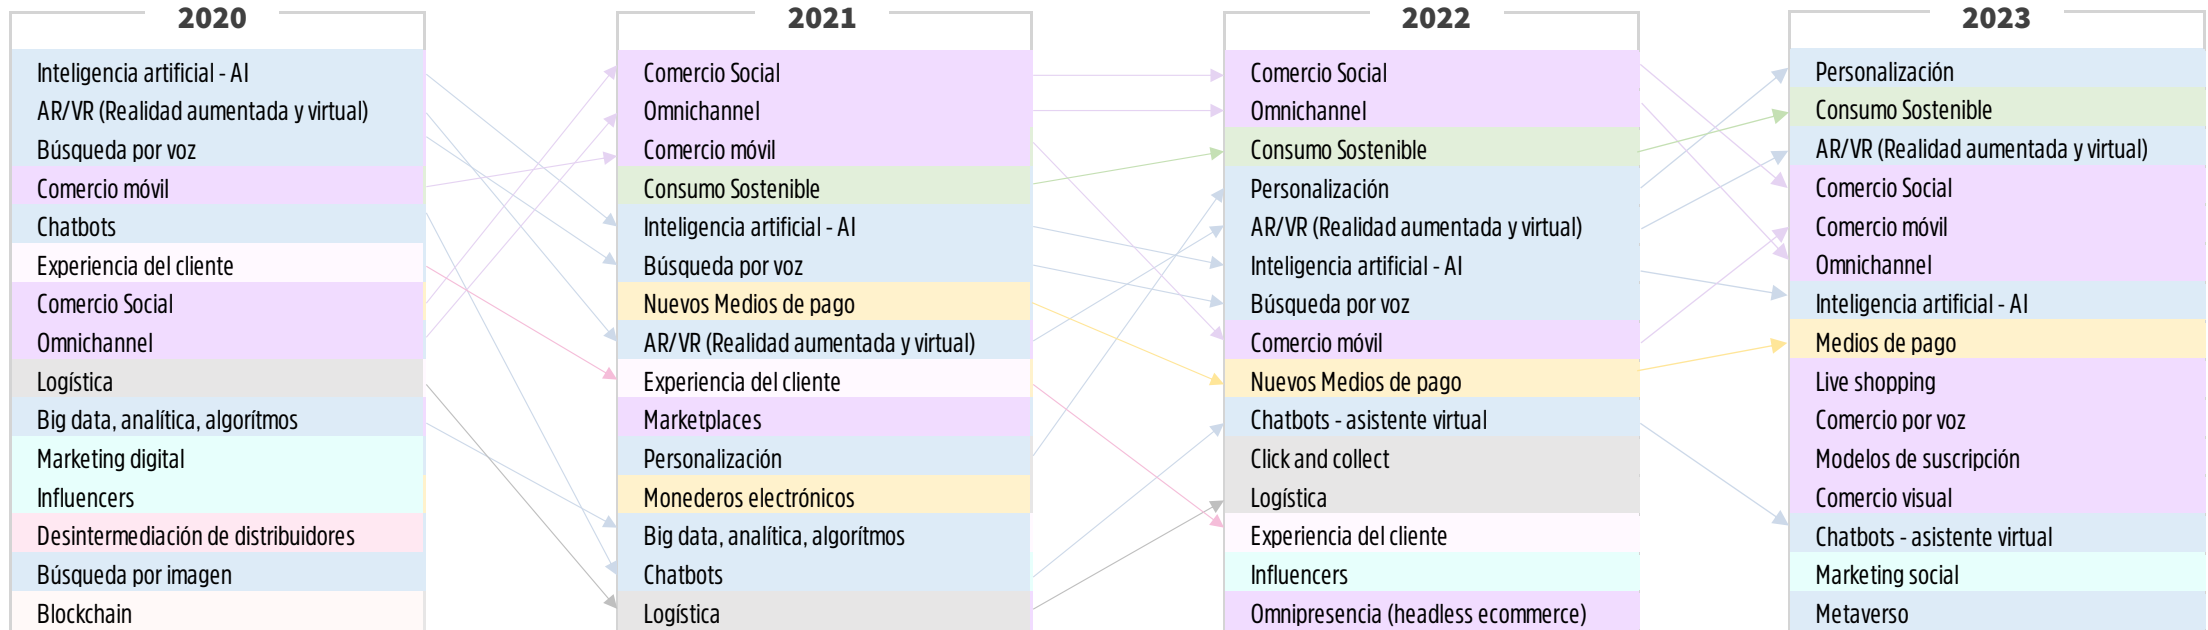 2020
Inteligencia artificial - AI
AR/VR (Realidad aumentada y virtual)
Búsqueda por voz
Comercio móvil
Chatbots
Experiencia del cliente
Comercio Social
Omnichannel
Logística
Big data, analítica, algorítmos
Marketing digital
Influencers
Desintermediación de distribuidores
Búsqueda por imagen
Blockchain
2021
Comercio Social
Omnichannel
Comercio móvil
Consumo Sostenible
Inteligencia artificial - AI
Búsqueda por voz
Nuevos Medios de pago
AR/VR (Realidad aumentada y virtual)
Experiencia del cliente
Marketplaces
Personalización
Monederos electrónicos
Big data, analítica, algorítmos
Chatbots
Logística
2022
Comercio Social
Omnichannel
Consumo Sostenible
Personalización
AR/VR (Realidad aumentada y virtual)
Inteligencia artificial - AI
Búsqueda por voz
Comercio móvil
Nuevos Medios de pago
Chatbots - asistente virtual
Click and collect
Logística
Experiencia del cliente
Influencers
Omnipresencia (headless ecommerce)
2023
Personalización
Consumo Sostenible
AR/VR (Realidad aumentada y virtual)
Comercio Social
Comercio móvil
Omnichannel
Inteligencia artificial - AI
Medios de pago
Live shopping
Comercio por voz
Modelos de suscripción
Comercio visual
Chatbots - asistente virtual
Marketing social
Metaverso